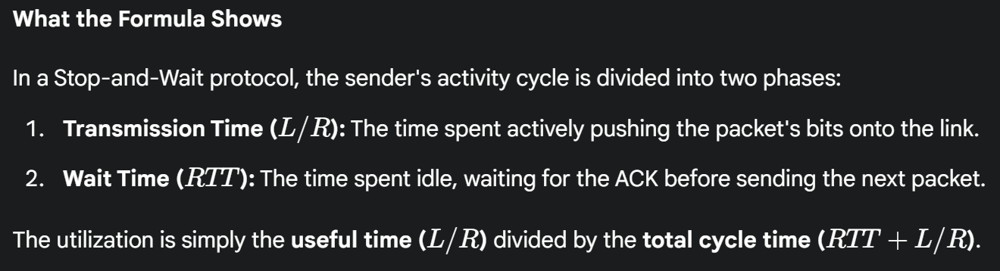 What the Formula Shows
In a Stop-and-Wait protocol, the sender's activity cycle is divided into two phases:
1. Transmission Time (L/R): The time spent actively pushing the packet's bits onto the link.
2. Wait Time (RTT): The time spent idle, waiting for the ACK before sending the next packet.
The utilization is simply the useful time (L/R) divided by the total cycle time (RTT + L/R).